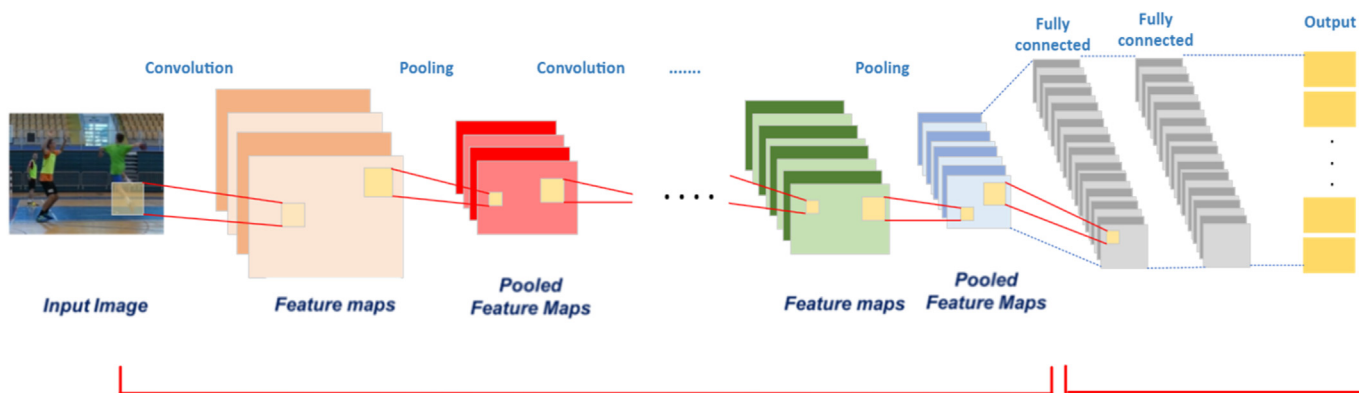 Fully
connected
Fully
connected
Output
Convolution
Pooling
Convolution
.......
Pooling
Input Image
Feature maps
Pooled
Feature Maps
Feature maps
Pooled
Feature Maps